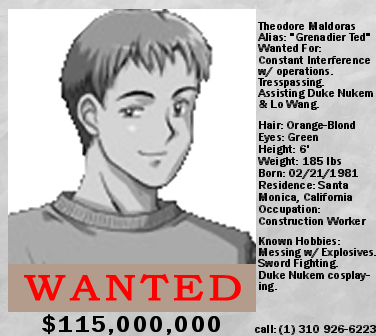 Theodore Maldoras
Alias: "Grenadier Ted"
Wanted For:
Constant Interference
w/ operations.
Tresspassing.
Assisting Duke Nukem
& Lo Wang.
Hair: Orange-Blond
Eyes: Green
Height: 6'
Weight: 185 lbs
Born: 02/21/1981
Residence: Santa
Monica, California
Occupation:
Construction Worker
Known Hobbies:
Messing w/ Explosives.
Sword Fighting.
Duke Nukem cosplay-
ing.
WANTED
$115,000,000
call: (1) 310 926-6223